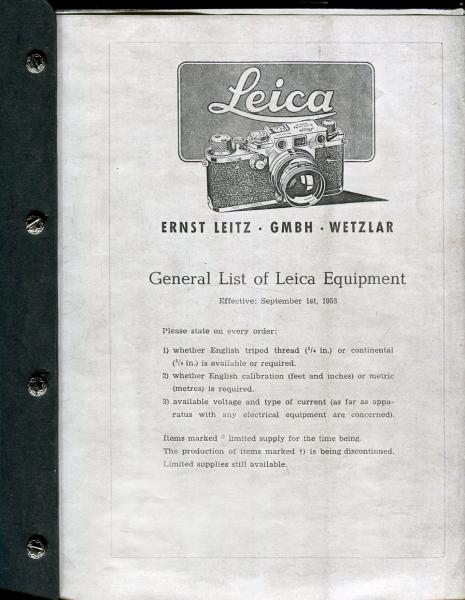 Leica
ERNST LEITZ · GMBH · WETZLAR
General List of Leica Equipment
Effective: September 1st, 1953
Please state on every order:
1) whether English tripod thread (¹/₄ in.) or continental
(³/₈ in.) is available or required.
2) whether English calibration (feet and inches) or metric
(metres) is required.
3) available voltage and type of current (as far as appa-
ratus with any electrical equipment are concerned).
Items marked ° limited supply for the time being.
The production of items marked †) is being discontinued.
Limited supplies still available.